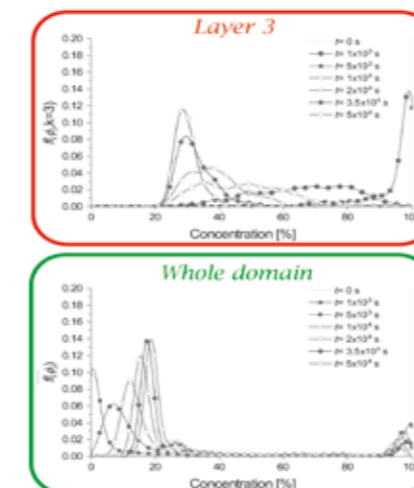 Layer 3
0.20
0.18
0.16
0.14
0.12
0.10
0.08
0.06
0.04
0.02
0.00
f(ϕ,k=3)
t= 0 s
t= 1x10³ s
t= 5x10³ s
t= 1x10⁴ s
t= 2x10⁴ s
t= 3.5x10⁴ s
t= 5x10⁴ s
0 20 40 60 80 100
Concentration [%]
Whole domain
0.20
0.18
0.16
0.14
0.12
0.10
0.08
0.06
0.04
0.02
0.00
t= 0 s
t= 1x10³ s
t= 5x10³ s
t= 1x10⁴ s
t= 2x10⁴ s
t= 3.5x10⁴ s
t= 5x10⁴ s
0 20 40 60 80 100
Concentration [%]